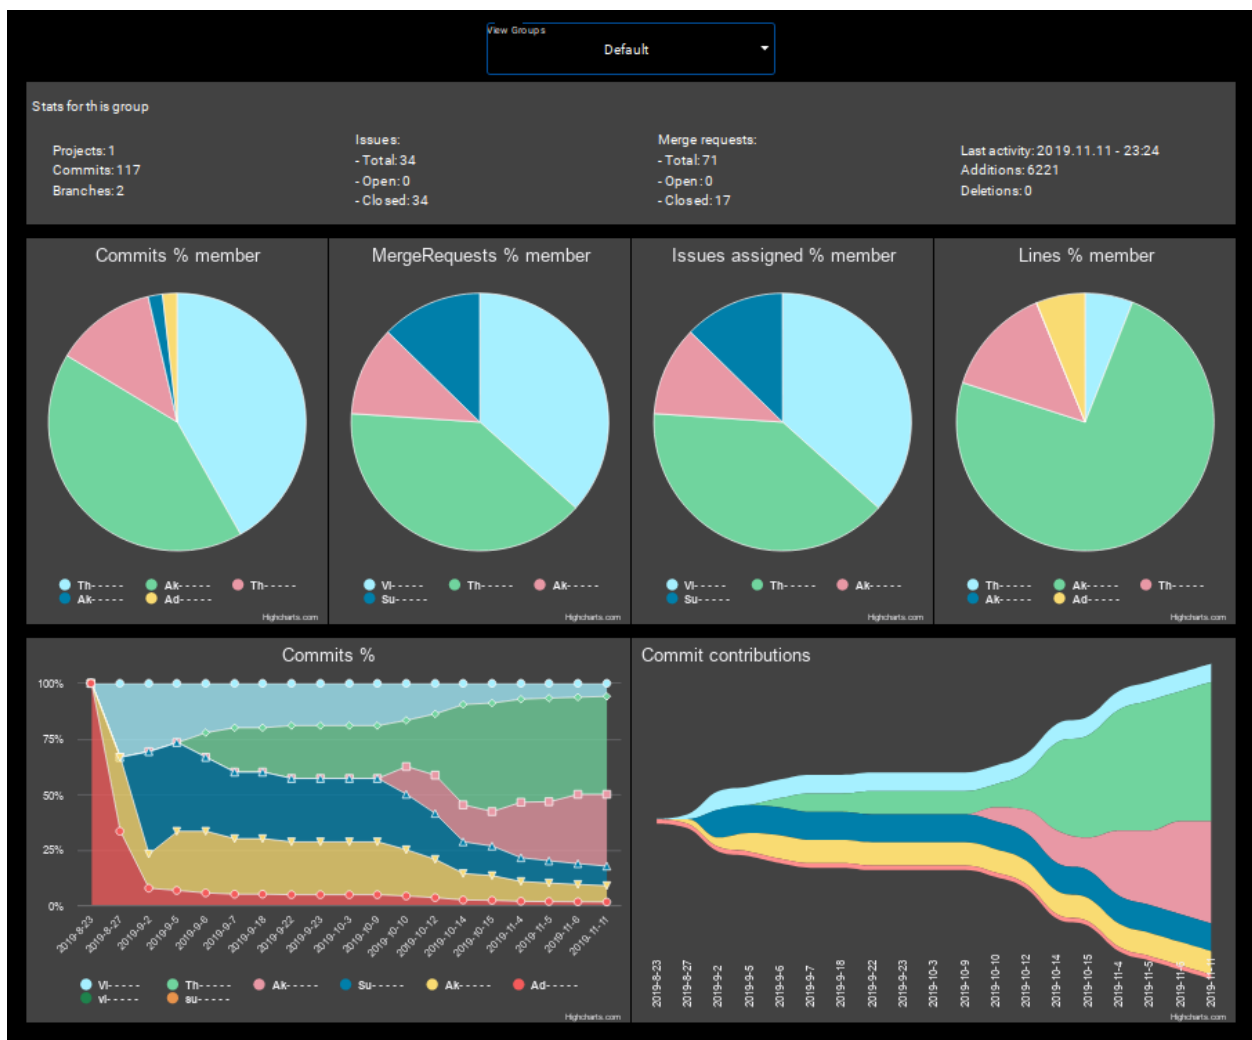 View Groups
Default
Stats for this group
Projects: 1
Commits: 117
Branches: 2
Issues:
- Total: 34
- Open: 0
- Closed: 34
Merge requests:
- Total: 71
- Open: 0
- Closed: 17
Last activity: 2019.11.11 - 23:24
Additions: 6221
Deletions: 0
Commits % member
Th-----
Ak-----
Th-----
Ak-----
Ad-----
Highcharts.com
MergeRequests % member
Vl-----
Th-----
Ak-----
Su-----
Highcharts.com
Issues assigned % member
Vl-----
Th-----
Ak-----
Su-----
Highcharts.com
Lines % member
Th-----
Ak-----
Th-----
Ak-----
Ad-----
Highcharts.com
Commits %
100%
75%
50%
25%
0%
2019-8-23
2019-8-27
2019-9-2
2019-9-5
2019-9-6
2019-9-7
2019-9-18
2019-9-22
2019-9-23
2019-10-3
2019-10-9
2019-10-10
2019-10-12
2019-10-14
2019-10-15
2019-11-4
2019-11-5
2019-11-6
2019-11-11
Vl-----
Th-----
Ak-----
Su-----
Ak-----
Ad-----
vl-----
su-----
Highcharts.com
Commit contributions
2019-8-23
2019-8-27
2019-9-2
2019-9-5
2019-9-6
2019-9-7
2019-9-18
2019-9-22
2019-9-23
2019-10-3
2019-10-9
2019-10-10
2019-10-12
2019-10-14
2019-10-15
2019-11-4
2019-11-5
2019-11-6
2019-11-11
Highcharts.com